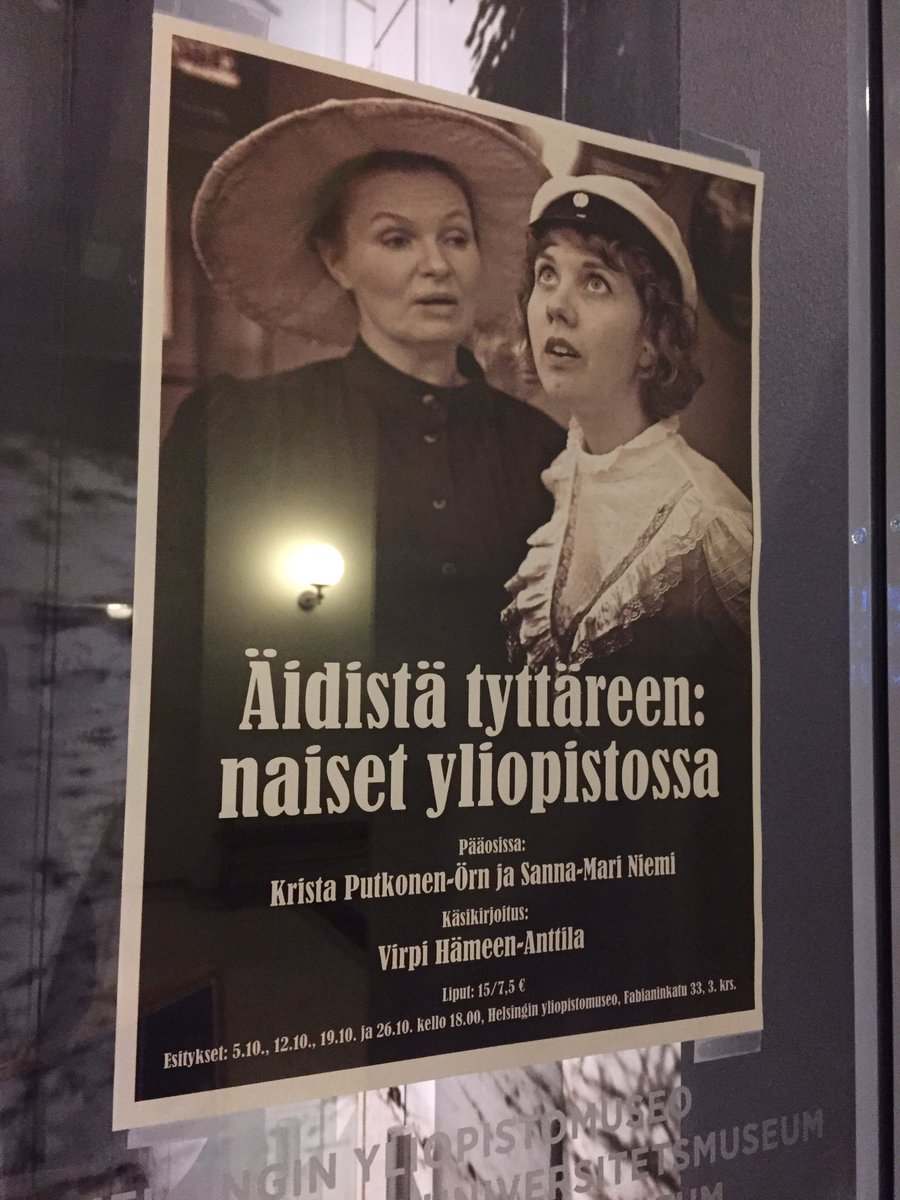 Äidistä tyttäreen:
naiset yliopistossa
Pääosissa:
Krista Putkonen-Örn ja Sanna-Mari Niemi
Käsikirjoitus:
Virpi Hämeen-Anttila
Liput: 15/7,5 €
Esitykset: 5.10., 12.10., 19.10. ja 26.10. kello 18.00, Helsingin yliopistomuseo, Fabianinkatu 33, 3. krs.
YLIOPISTOMUSEO